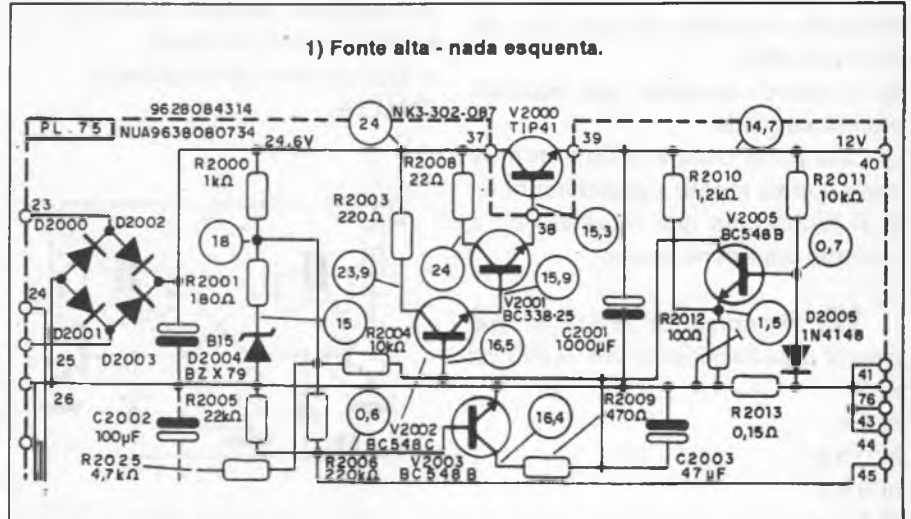 1) Fonte alta - nada esquenta.
9628084314
PL-75
NUA9638080734
24
NK3-302-087
V2000
TIP41
37
39
14,7
12V
40
24.6V
R2000
1kΩ
R2003
220Ω
R2008
22Ω
38
15,3
R2010
1,2kΩ
R2011
10kΩ
V2005
BC548B
0,7
23
D2000
D2002
18
24
D2001
D2003
R2001
180Ω
23,9
24
15,9
V2001
BC338-25
C2001
1000µF
R2012
100Ω
1,5
D2005
1N4148
25
26
B15
D2004
BZX79
15
R2004
10kΩ
16,5
41
76
43
44
45
C2002
100µF
R2005
22kΩ
0,6
V2002
BC548C
V2003
BC548B
16,4
R2009
470Ω
R2013
0,15Ω
C2003
47µF
R2025
4,7kΩ
R2006
220kΩ